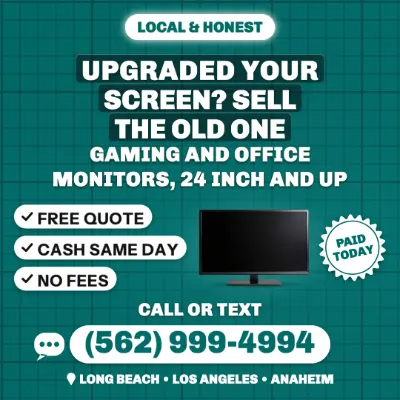 LOCAL & HONEST
UPGRADED YOUR
SCREEN? SELL
THE OLD ONE
GAMING AND OFFICE
MONITORS, 24 INCH AND UP
FREE QUOTE
CASH SAME DAY
NO FEES
PAID
TODAY
CALL OR TEXT
(562) 999-4994
LONG BEACH • LOS ANGELES • ANAHEIM